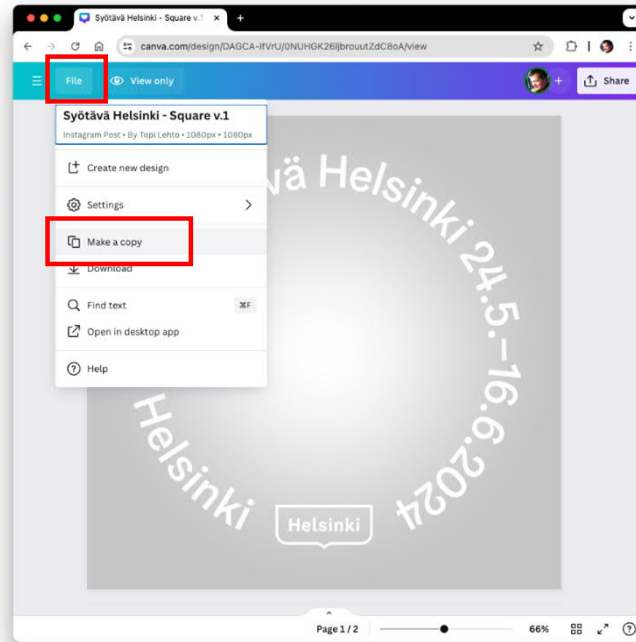 Syötävä Helsinki - Square v.1
canva.com/design/DAGCA-IfVrU/0NUHGK26ljbrouutZdC8oA/view
File
View only
Share
Syötävä Helsinki - Square v.1
Instagram Post • By Topi Lehto • 1080px × 1080px
Create new design
Settings
Make a copy
Download
Find text
⌘F
Open in desktop app
Help
vä Helsinki 24.5.–16.6.2024
Helsinki
Helsinki
Page 1 / 2
66%